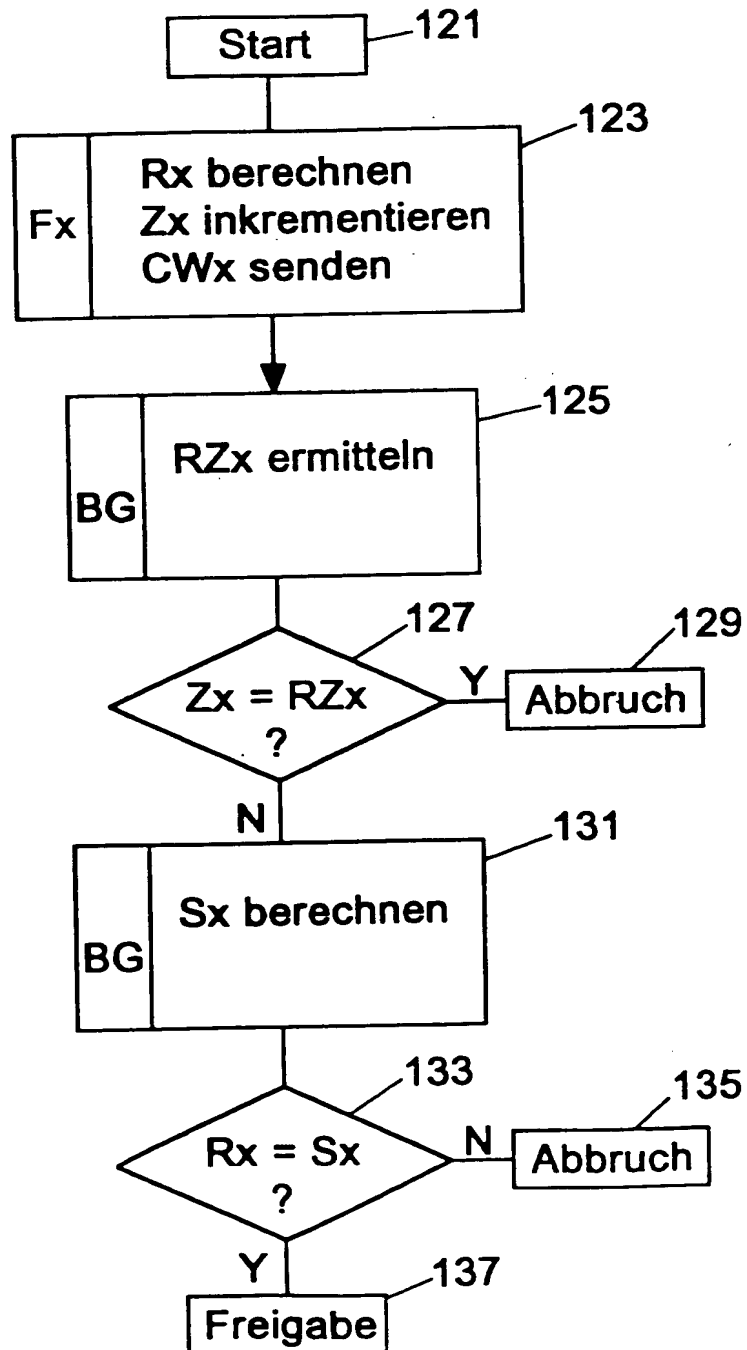 Start
121
123
Fx
Rx berechnen
Zx inkrementieren
CWx senden
125
BG
RZx ermitteln
127
Zx = RZx
?
Y
129
Abbruch
N
131
BG
Sx berechnen
133
Rx = Sx
?
N
135
Abbruch
Y
137
Freigabe